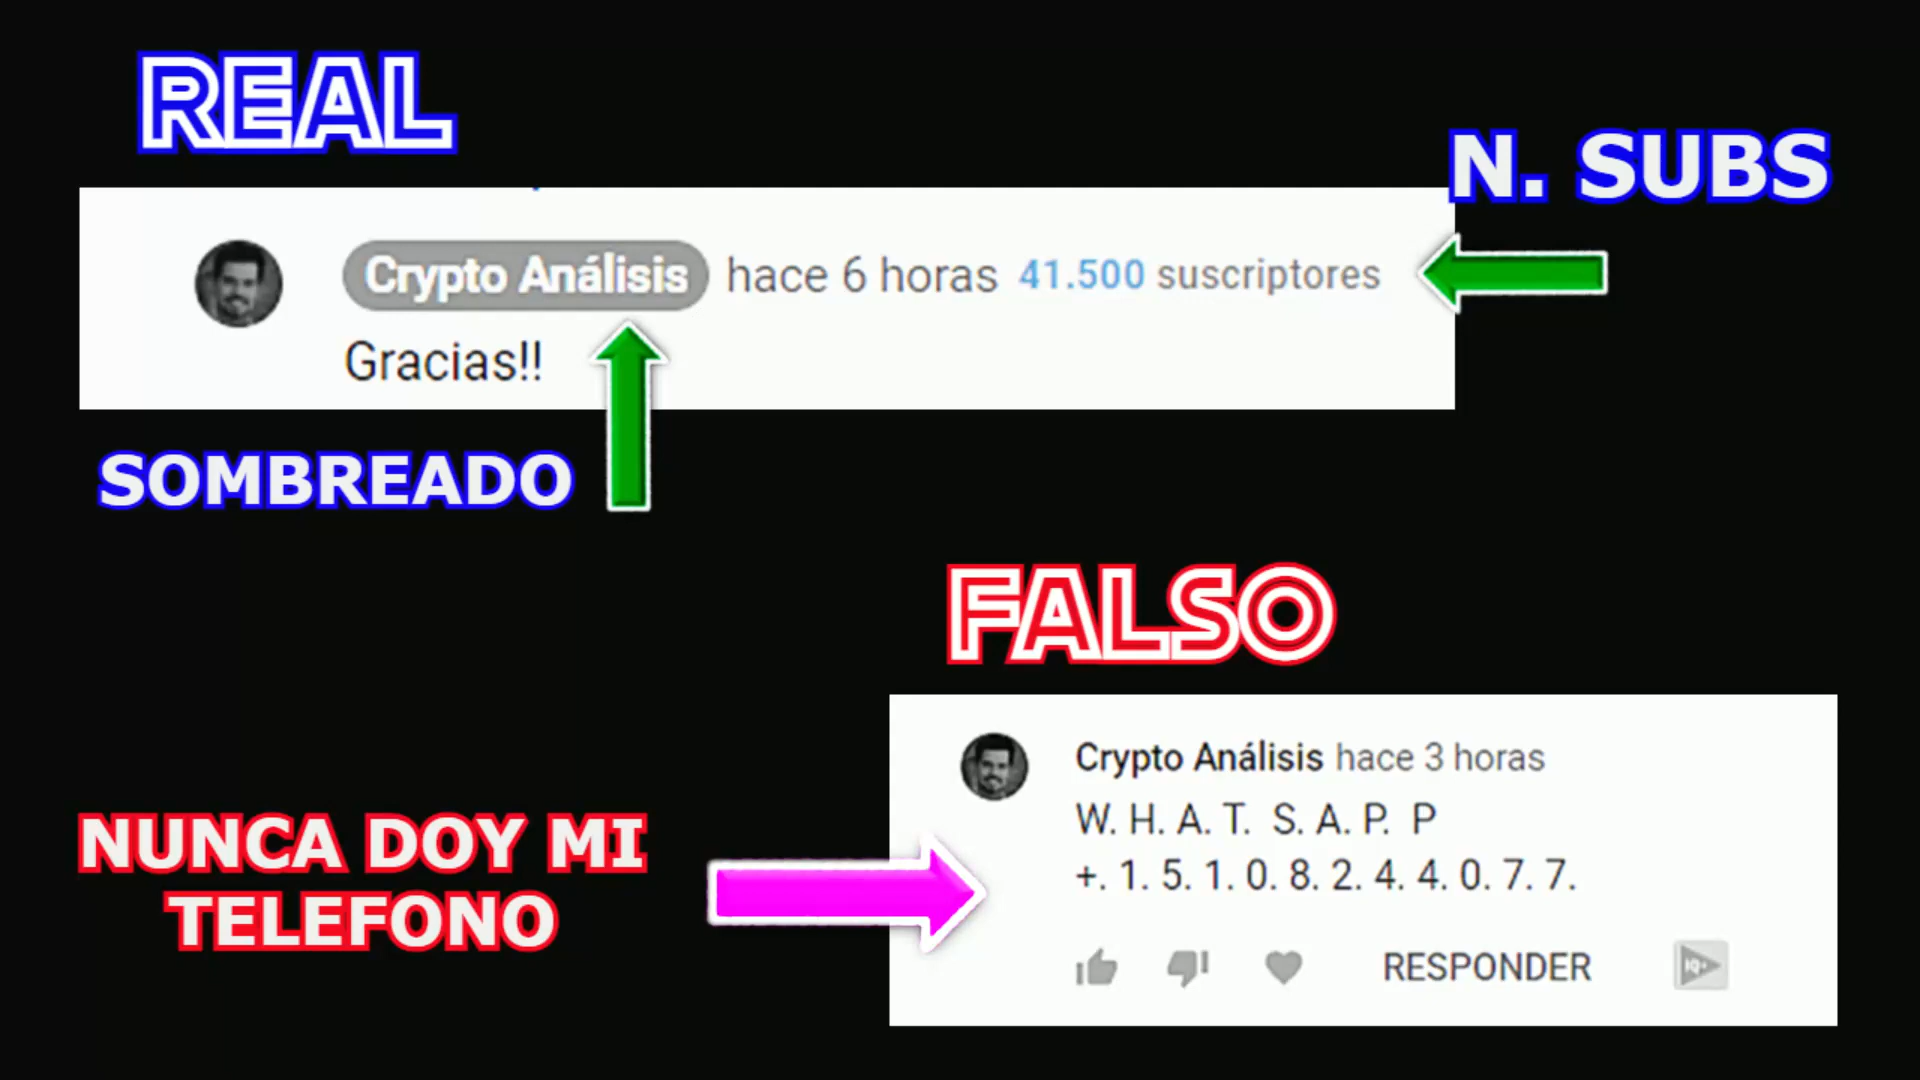 REAL
N. SUBS
Crypto Análisis hace 6 horas 41.500 suscriptores
Gracias!!
SOMBREADO
FALSO
Crypto Análisis hace 3 horas
W. H. A. T. S. A. P. P
+. 1. 5. 1. 0. 8. 2. 4. 4. 0. 7. 7.
NUNCA DOY MI
TELEFONO
RESPONDER
IQ+